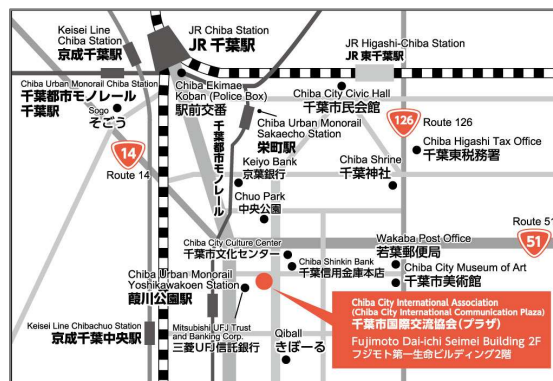 Keisei Line
Chiba Station
京成千葉駅
JR Chiba Station
JR 千葉駅
JR Higashi-Chiba Station
JR 東千葉駅
Chiba Urban Monorail Chiba Station
千葉都市モノレール
千葉駅
Sogo
そごう
Chiba Ekimae
Koban (Police Box)
駅前交番
Chiba City Civic Hall
千葉市民会館
126
Route 126
千葉都市モノレール
Chiba Urban Monorail
Sakaecho Station
栄町駅
Chiba Higashi Tax Office
千葉東税務署
14
Route 14
Keiyo Bank
京葉銀行
Chiba Shrine
千葉神社
Chuo Park
中央公園
Route 51
51
Chiba City Culture Center
千葉市文化センター
Wakaba Post Office
若葉郵便局
Chiba Shinkin Bank
千葉信用金庫本店
Chiba City Museum of Art
千葉市美術館
Chiba Urban Monorail
Yoshikawakoen Station
葭川公園駅
Chiba City International Association
(Chiba City International Communication Plaza)
千葉市国際交流協会(プラザ)
Fujimoto Dai-ichi Seimei Building 2F
フジモト第一生命ビルディング2階
Keisei Line Chibachuo Station
京成千葉中央駅
Mitsubishi UFJ Trust
and Banking Corp.
三菱UFJ信託銀行
Qiball
きぼーる